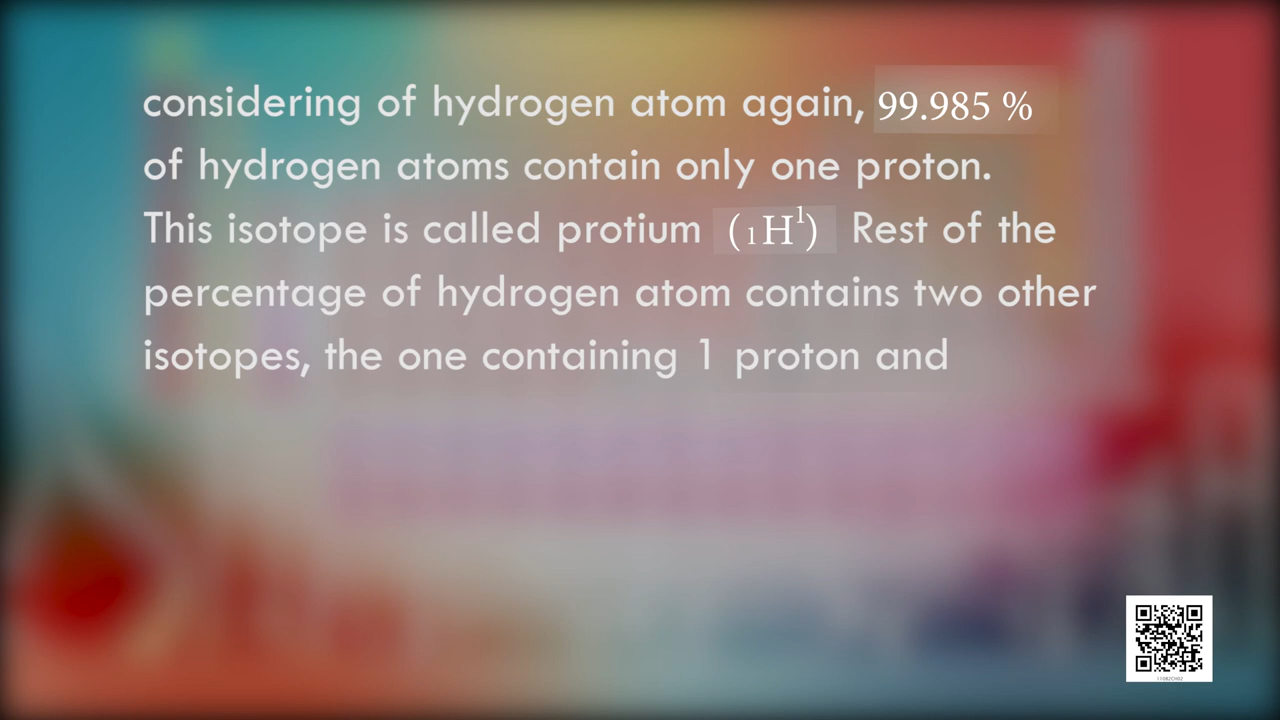 considering of hydrogen atom again, 99.985 %
of hydrogen atoms contain only one proton.
This isotope is called protium (₁H¹) Rest of the
percentage of hydrogen atom contains two other
isotopes, the one containing 1 proton and